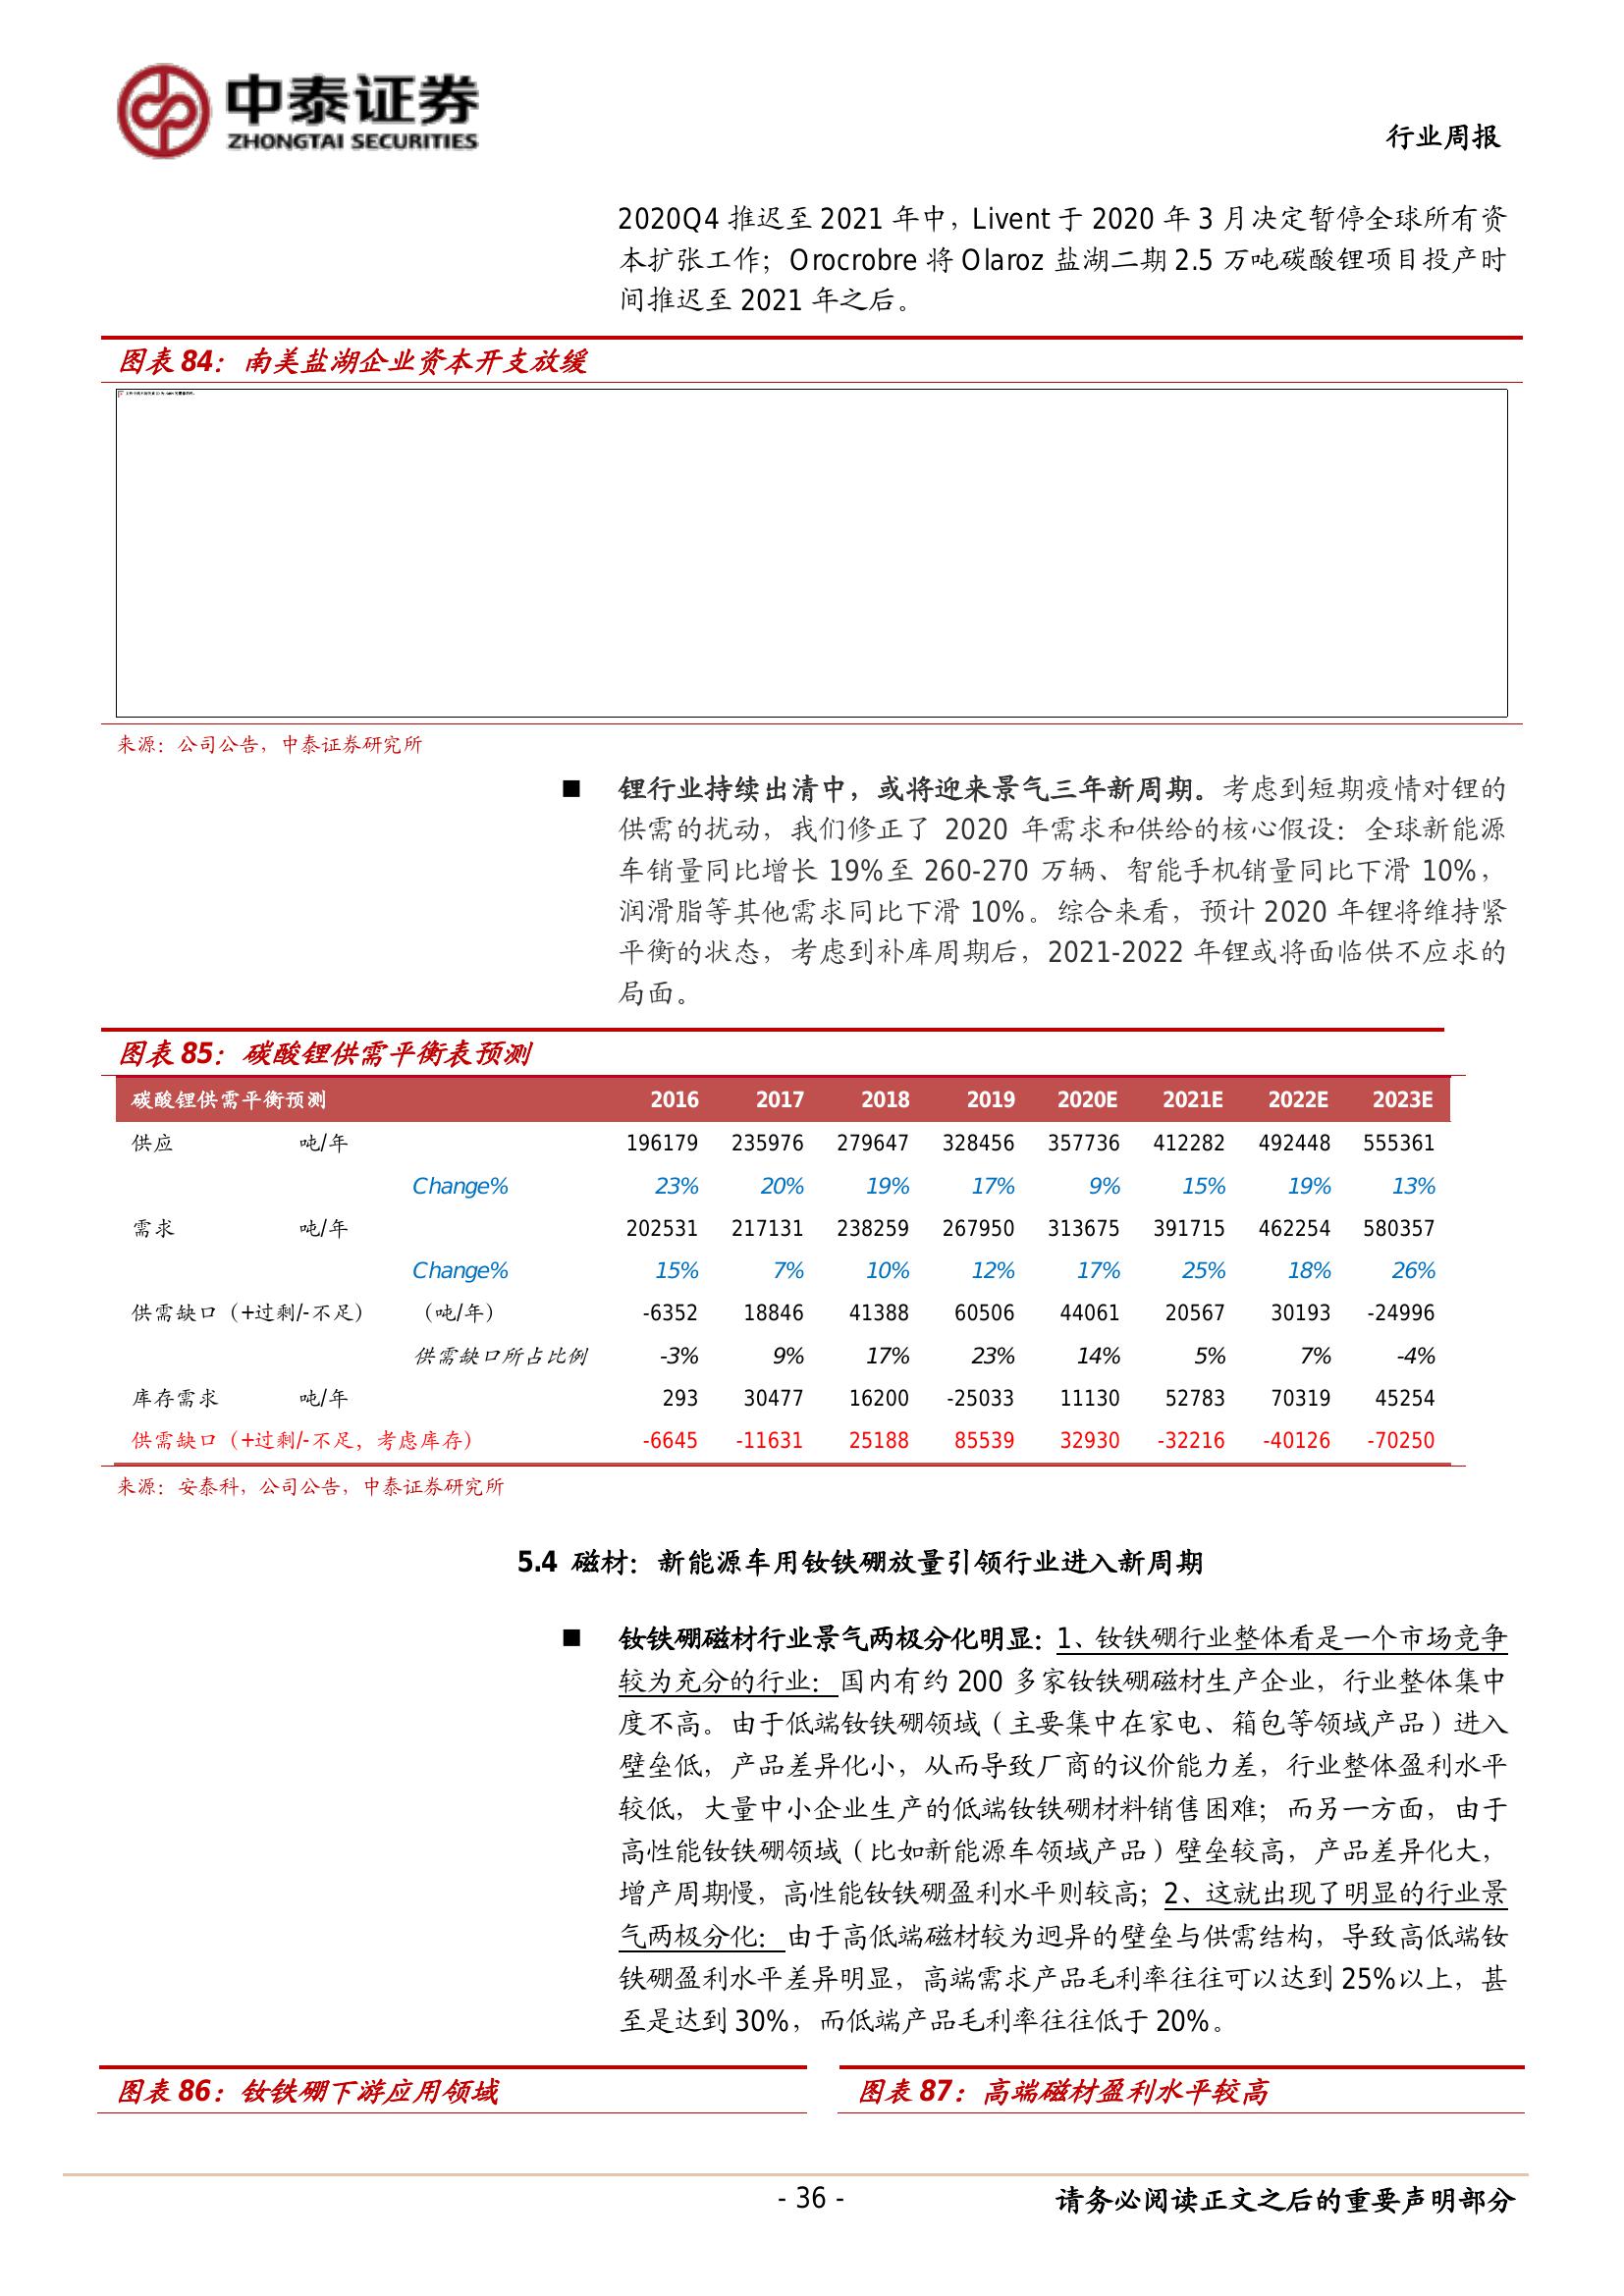 中泰证券
ZHONGTAI SECURITIES
行业周报
2020Q4 推迟至 2021 年中，Livent 于 2020 年 3 月决定暂停全球所有资
本扩张工作；Orocrobre 将 Olaroz 盐湖二期 2.5 万吨碳酸锂项目投产时
间推迟至 2021 年之后。
图表 84：南美盐湖企业资本开支放缓
来源：公司公告，中泰证券研究所
■ 锂行业持续出清中，或将迎来景气三年新周期。考虑到短期疫情对锂的
供需的扰动，我们修正了 2020 年需求和供给的核心假设：全球新能源
车销量同比增长 19%至 260-270 万辆、智能手机销量同比下滑 10%，
润滑脂等其他需求同比下滑 10%。综合来看，预计 2020 年锂将维持紧
平衡的状态，考虑到补库周期后，2021-2022 年锂或将面临供不应求的
局面。
图表 85：碳酸锂供需平衡表预测
碳酸锂供需平衡预测 2016 2017 2018 2019 2020E 2021E 2022E 2023E
供应 吨/年 196179 235976 279647 328456 357736 412282 492448 555361
Change% 23% 20% 19% 17% 9% 15% 19% 13%
需求 吨/年 202531 217131 238259 267950 313675 391715 462254 580357
Change% 15% 7% 10% 12% 17% 25% 18% 26%
供需缺口（+过剩/-不足） （吨/年） -6352 18846 41388 60506 44061 20567 30193 -24996
供需缺口所占比例 -3% 9% 17% 23% 14% 5% 7% -4%
库存需求 吨/年 293 30477 16200 -25033 11130 52783 70319 45254
供需缺口（+过剩/-不足，考虑库存） -6645 -11631 25188 85539 32930 -32216 -40126 -70250
来源：安泰科，公司公告，中泰证券研究所
5.4 磁材：新能源车用钕铁硼放量引领行业进入新周期
■ 钕铁硼磁材行业景气两极分化明显：1、钕铁硼行业整体看是一个市场竞争
较为充分的行业：国内有约 200 多家钕铁硼磁材生产企业，行业整体集中
度不高。由于低端钕铁硼领域（主要集中在家电、箱包等领域产品）进入
壁垒低，产品差异化小，从而导致厂商的议价能力差，行业整体盈利水平
较低，大量中小企业生产的低端钕铁硼材料销售困难；而另一方面，由于
高性能钕铁硼领域（比如新能源车领域产品）壁垒较高，产品差异化大，
增产周期慢，高性能钕铁硼盈利水平则较高；2、这就出现了明显的行业景
气两极分化：由于高低端磁材较为迥异的壁垒与供需结构，导致高低端钕
铁硼盈利水平差异明显，高端需求产品毛利率往往可以达到 25%以上，甚
至是达到 30%，而低端产品毛利率往往低于 20%。
图表 86：钕铁硼下游应用领域
图表 87：高端磁材盈利水平较高
- 36 -
请务必阅读正文之后的重要声明部分